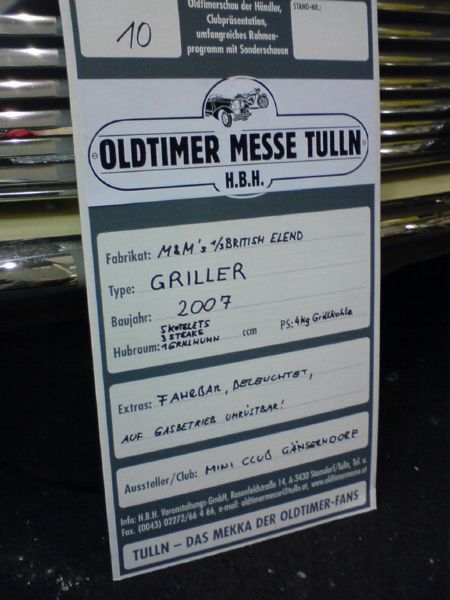 Oldtimerschau der Händler,
Clubpräsentation,
umfangreiches Rahmen-
programm mit Sonderschauen
STAND-NR.:
10
OLDTIMER MESSE TULLN
H.B.H.
Fabrikat: M&M's 1/3 BRITISH ELEND
Type: GRILLER
Baujahr: 2007
5 KOTELETS
3 STEAKS
Hubraum: 1 GRILLHUHN ccm PS: 4kg Grillkohle
Extras: FAHRBAR, BELEUCHTET,
AUF GASBETRIEB UMRÜSTBAR!
Aussteller/Club: MINI CLUB GÄNSERNDORF
Info: H.B.H. Veranstaltungs-GmbH, Rosenfeldstraße 14, A-3430 Staasdorf/Tulln, Tel. u.
Fax. (0043) 02272/66 4 66, e-mail: oldtimermesse@tulln.at, www.oldtimermesse.at
TULLN – DAS MEKKA DER OLDTIMER-FANS